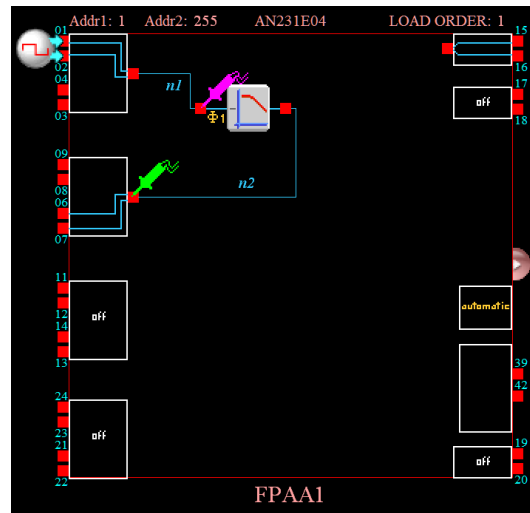 Addr1: 1 Addr2: 255 AN231E04 LOAD ORDER: 1
01
02
04
03
n1
Φ1
15
16
off
17
18
09
08
06
07
n2
11
12
14
13
off
automatic
39
42
24
23
21
22
off
19
20
off
FPAA1